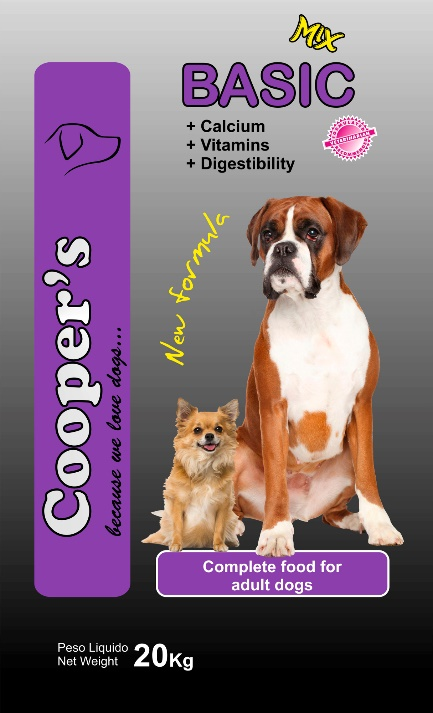 Mix
BASIC
+ Calcium
+ Vitamins
+ Digestibility
New formula
Cooper's
because we love dogs...
Complete food for
adult dogs
Peso Liquido
Net Weight
20Kg